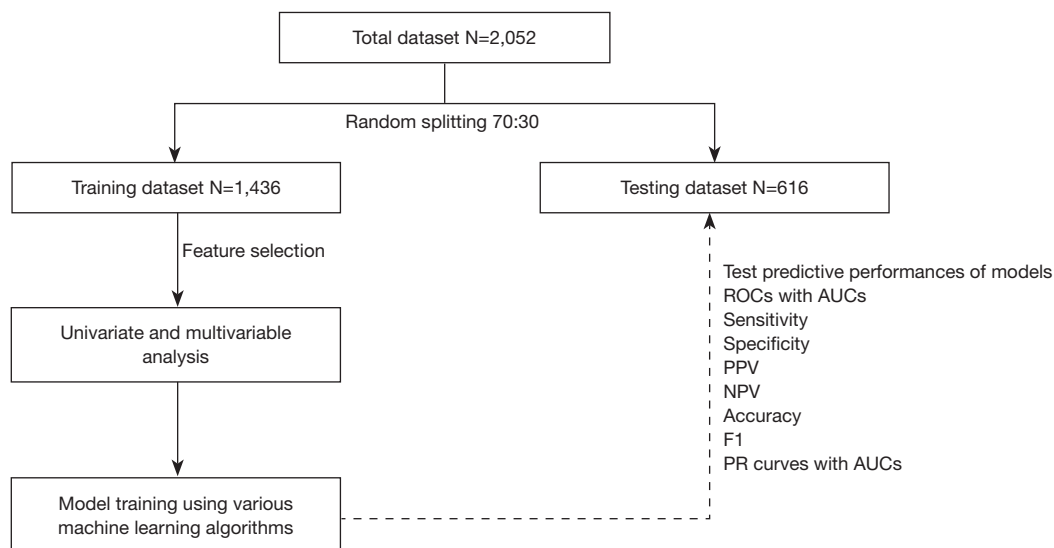 Total dataset N=2,052
Random splitting 70:30
Training dataset N=1,436
Testing dataset N=616
Feature selection
Univariate and multivariable
analysis
Model training using various
machine learning algorithms
Test predictive performances of models
ROCs with AUCs
Sensitivity
Specificity
PPV
NPV
Accuracy
F1
PR curves with AUCs